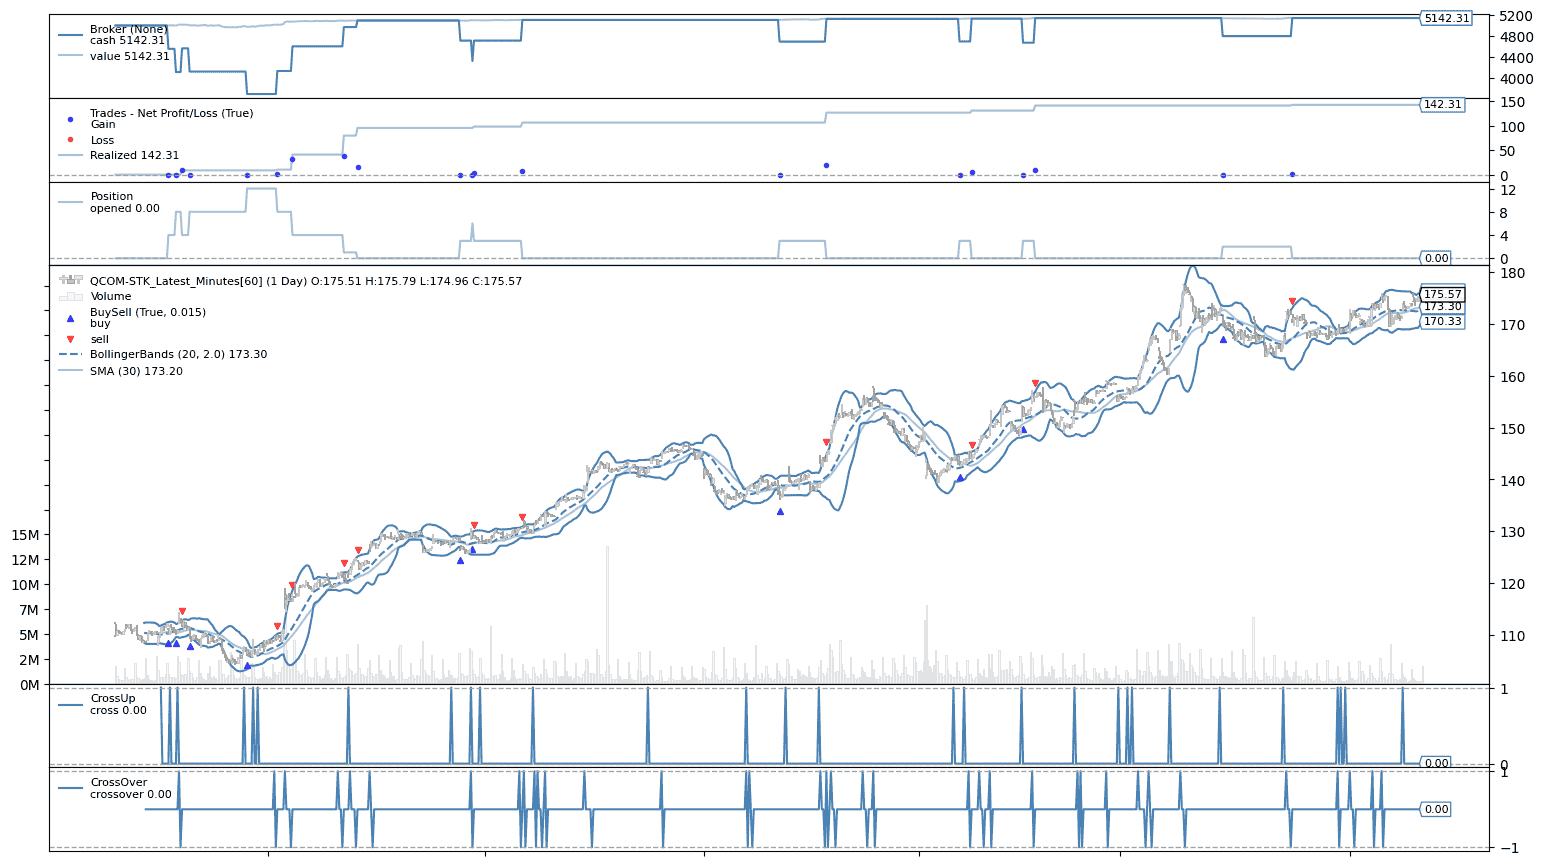 Broker (None)
cash 5142.31
value 5142.31
5142.31
5200
4800
4400
4000
Trades - Net Profit/Loss (True)
Gain
Loss
Realized 142.31
142.31
150
100
50
0
Position
opened 0.00
12
8
4
0
0.00
QCOM-STK_Latest_Minutes[60] (1 Day) O:175.51 H:175.79 L:174.96 C:175.57
Volume
BuySell (True, 0.015)
buy
sell
BollingerBands (20, 2.0) 173.30
SMA (30) 173.20
175.57
173.30
170.33
180
170
160
150
140
130
120
110
15M
12M
10M
7M
5M
2M
0M
CrossUp
cross 0.00
1
0
0.00
CrossOver
crossover 0.00
1
0.00
−1